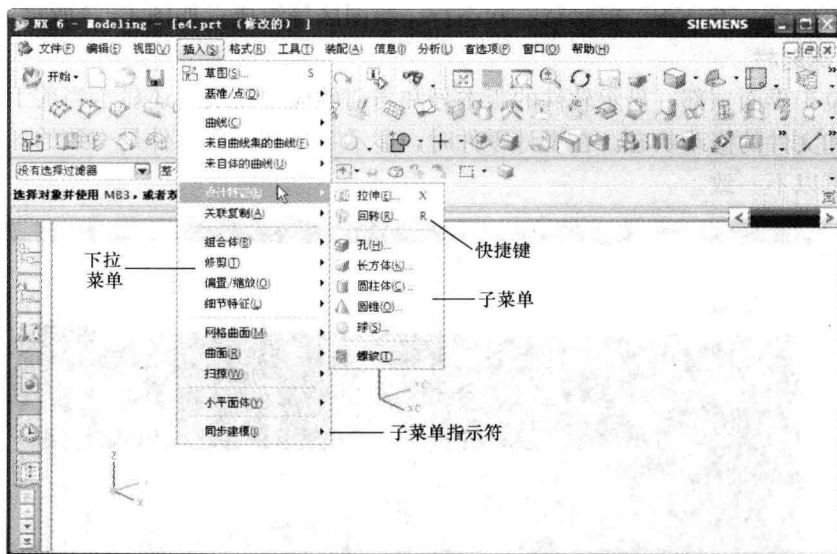 NX 6 - Modeling - [e4.prt （修改的） ]
SIEMENS
文件(F) 编辑(E) 视图(V) 插入(S) 格式(R) 工具(T) 装配(A) 信息(I) 分析(L) 首选项(P) 窗口(O) 帮助(H)
开始
草图(S)... S
基准/点(D)
曲线(C)
来自曲线集的曲线(F)
来自体的曲线(U)
没有选择过滤器
整
选择对象并使用 MB3，或者双
设计特征(E)
关联复制(A)
组合体(B)
修剪(T)
偏置/缩放(O)
细节特征(L)
网格曲面(M)
曲面(R)
扫掠(W)
小平面体(Y)
同步建模(I)
拉伸(E)... X
回转(R)... R
孔(H)...
长方体(K)...
圆柱体(C)...
圆锥(O)...
球(S)...
螺纹(T)...
快捷键
下拉
菜单
子菜单
子菜单指示符
YC
XC
Z
X